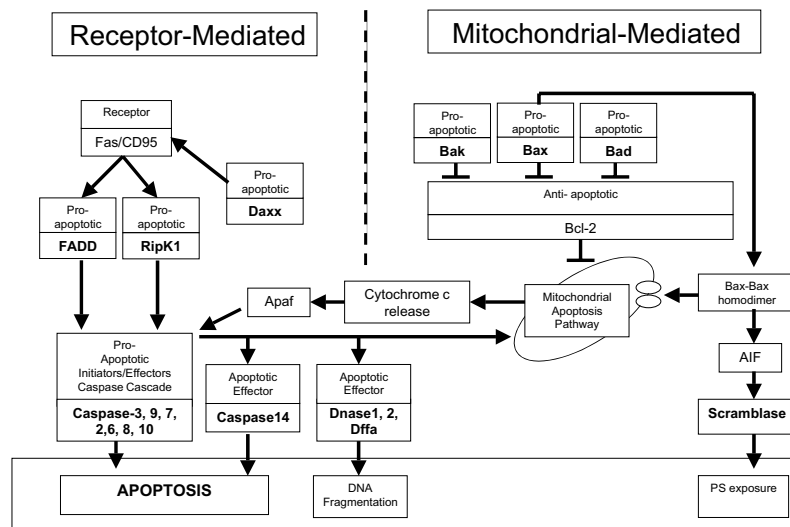 Receptor-Mediated
Mitochondrial-Mediated
Receptor
Fas/CD95
Pro-
apoptotic
Daxx
Pro-
apoptotic
FADD
Pro-
apoptotic
RipK1
Pro-
apoptotic
Bak
Pro-
apoptotic
Bax
Pro-
apoptotic
Bad
Anti- apoptotic
Bcl-2
Apaf
Cytochrome c
release
Mitochondrial
Apoptosis
Pathway
Bax-Bax
homodimer
AIF
Scramblase
Pro-
Apoptotic
Initiators/Effectors
Caspase Cascade
Caspase-3, 9, 7,
2,6, 8, 10
Apoptotic
Effector
Caspase14
Apoptotic
Effector
Dnase1, 2,
Dffa
APOPTOSIS
DNA
Fragmentation
PS exposure